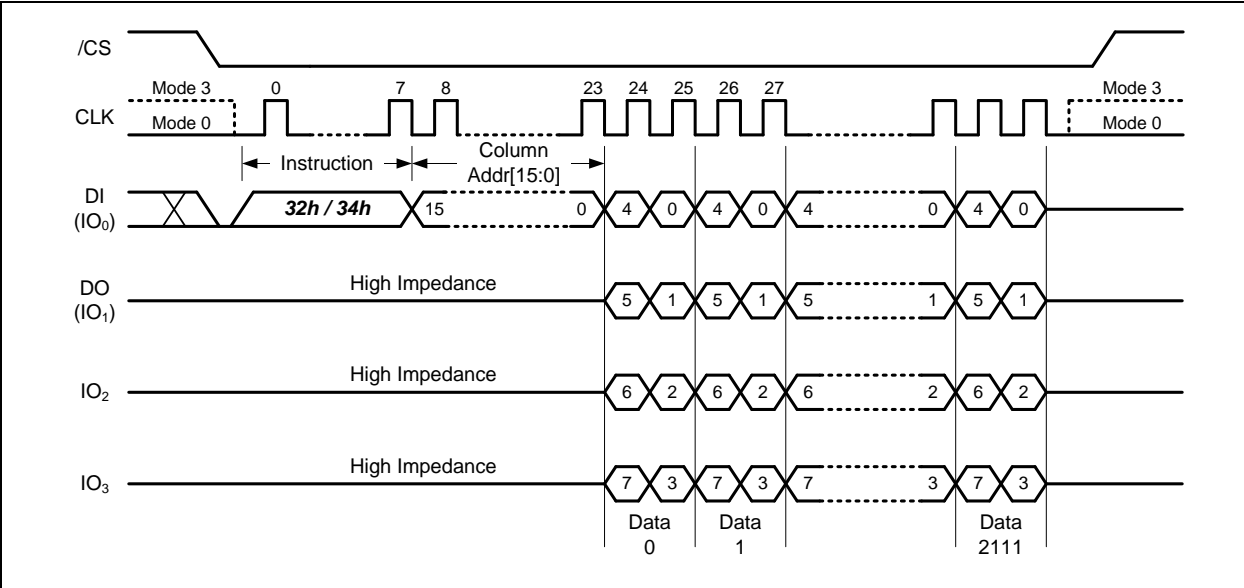 /CS
Mode 3 0 7 8 23 24 25 26 27 Mode 3
CLK
Mode 0 Mode 0
Instruction
Column
Addr[15:0]
DI
(IO₀)
32h / 34h 15 0 4 0 4 0 4 0 4 0
High Impedance
DO
(IO₁)
5 1 5 1 5 1 5 1
High Impedance
IO₂ 6 2 6 2 6 2 6 2
High Impedance
IO₃ 7 3 7 3 7 3 7 3
Data Data Data
0 1 2111